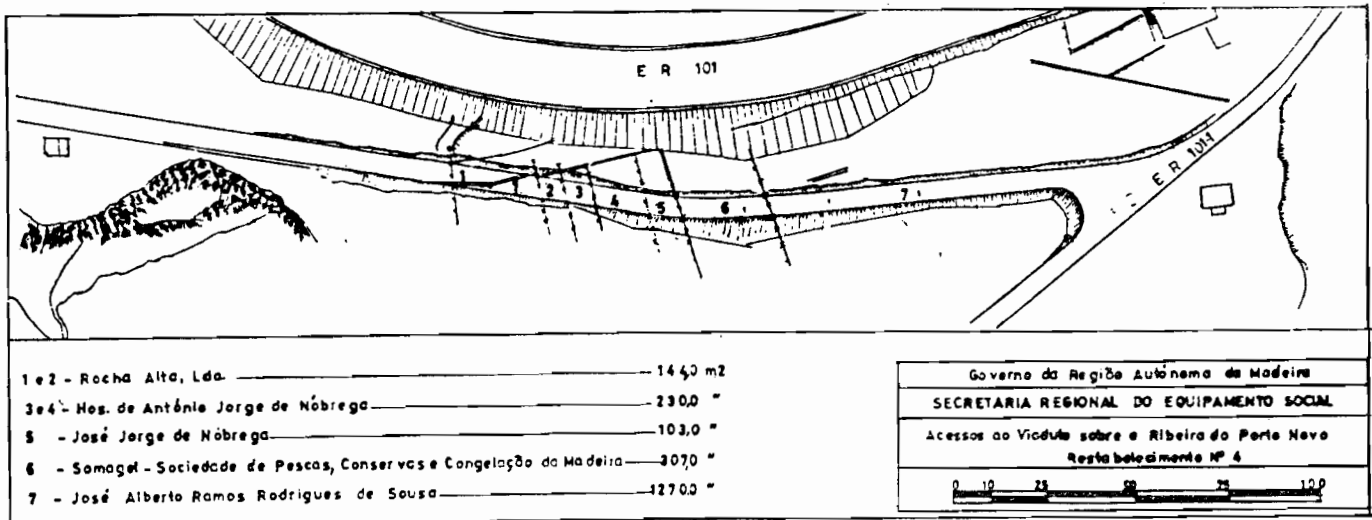 E R 101
E R 101-1
1
2
3
4
5
6
7
1 e 2 - Rocha Alta, Lda. 144,0 m2
3 e 4 - Hos. de António Jorge de Nóbrega 230,0 "
5 - José Jorge de Nóbrega 103,0 "
6 - Somagel - Sociedade de Pescas, Conservas e Congelação da Madeira 307,0 "
7 - José Alberto Ramos Rodrigues de Sousa 1270,0 "
Governo da Região Autónoma da Madeira
SECRETARIA REGIONAL DO EQUIPAMENTO SOCIAL
Acessos ao Viaduto sobre a Ribeira do Porto Novo
Restabelecimento Nº 4
0 10 25 50 75 100